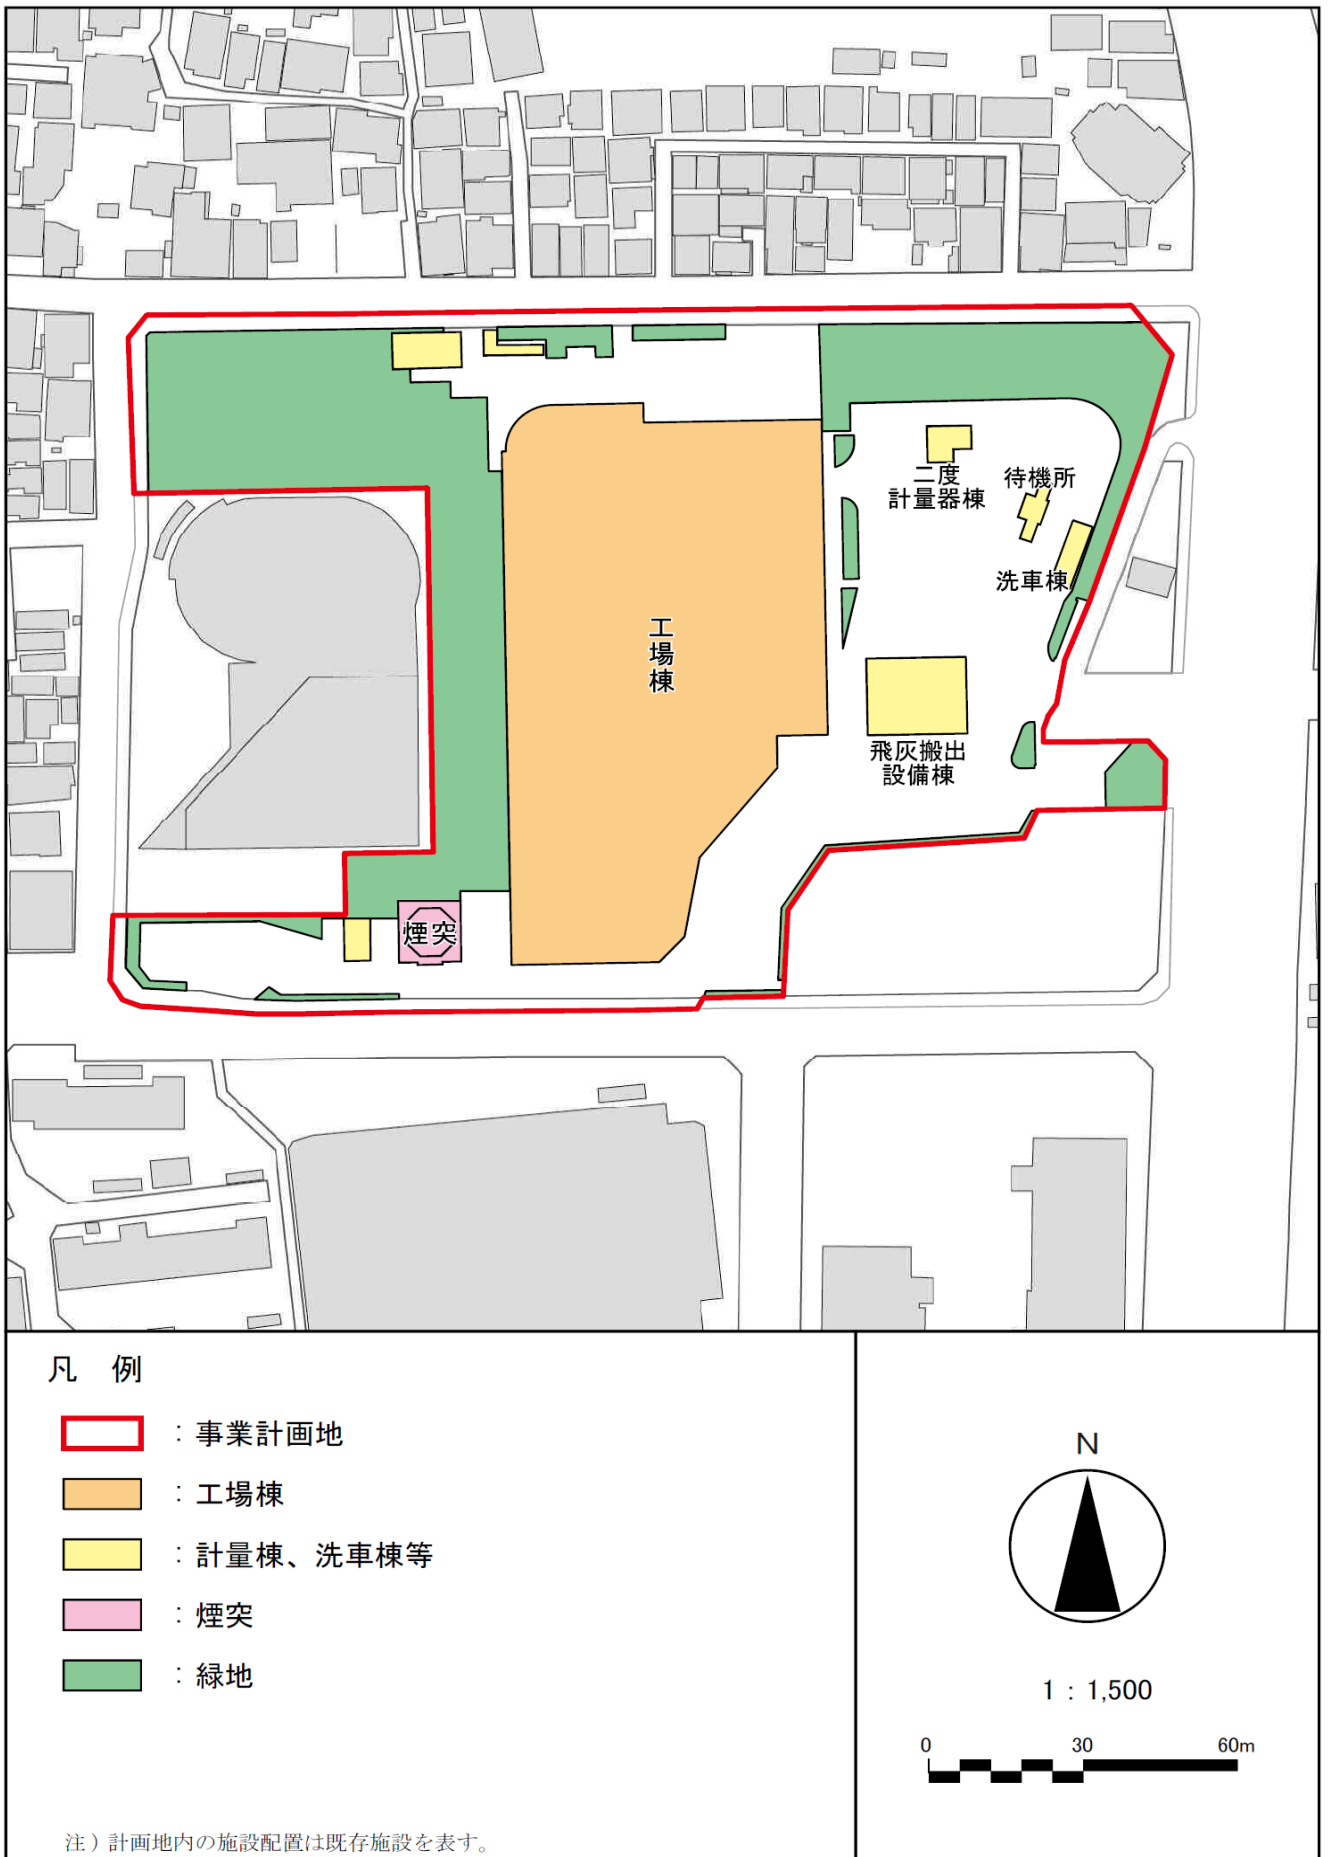 二度
計量器棟
待機所
洗車棟
工場棟
飛灰搬出
設備棟
煙突
凡 例
：事業計画地
：工場棟
：計量棟、洗車棟等
：煙突
：緑地
注）計画地内の施設配置は既存施設を表す。
N
1：1,500
0 30 60m